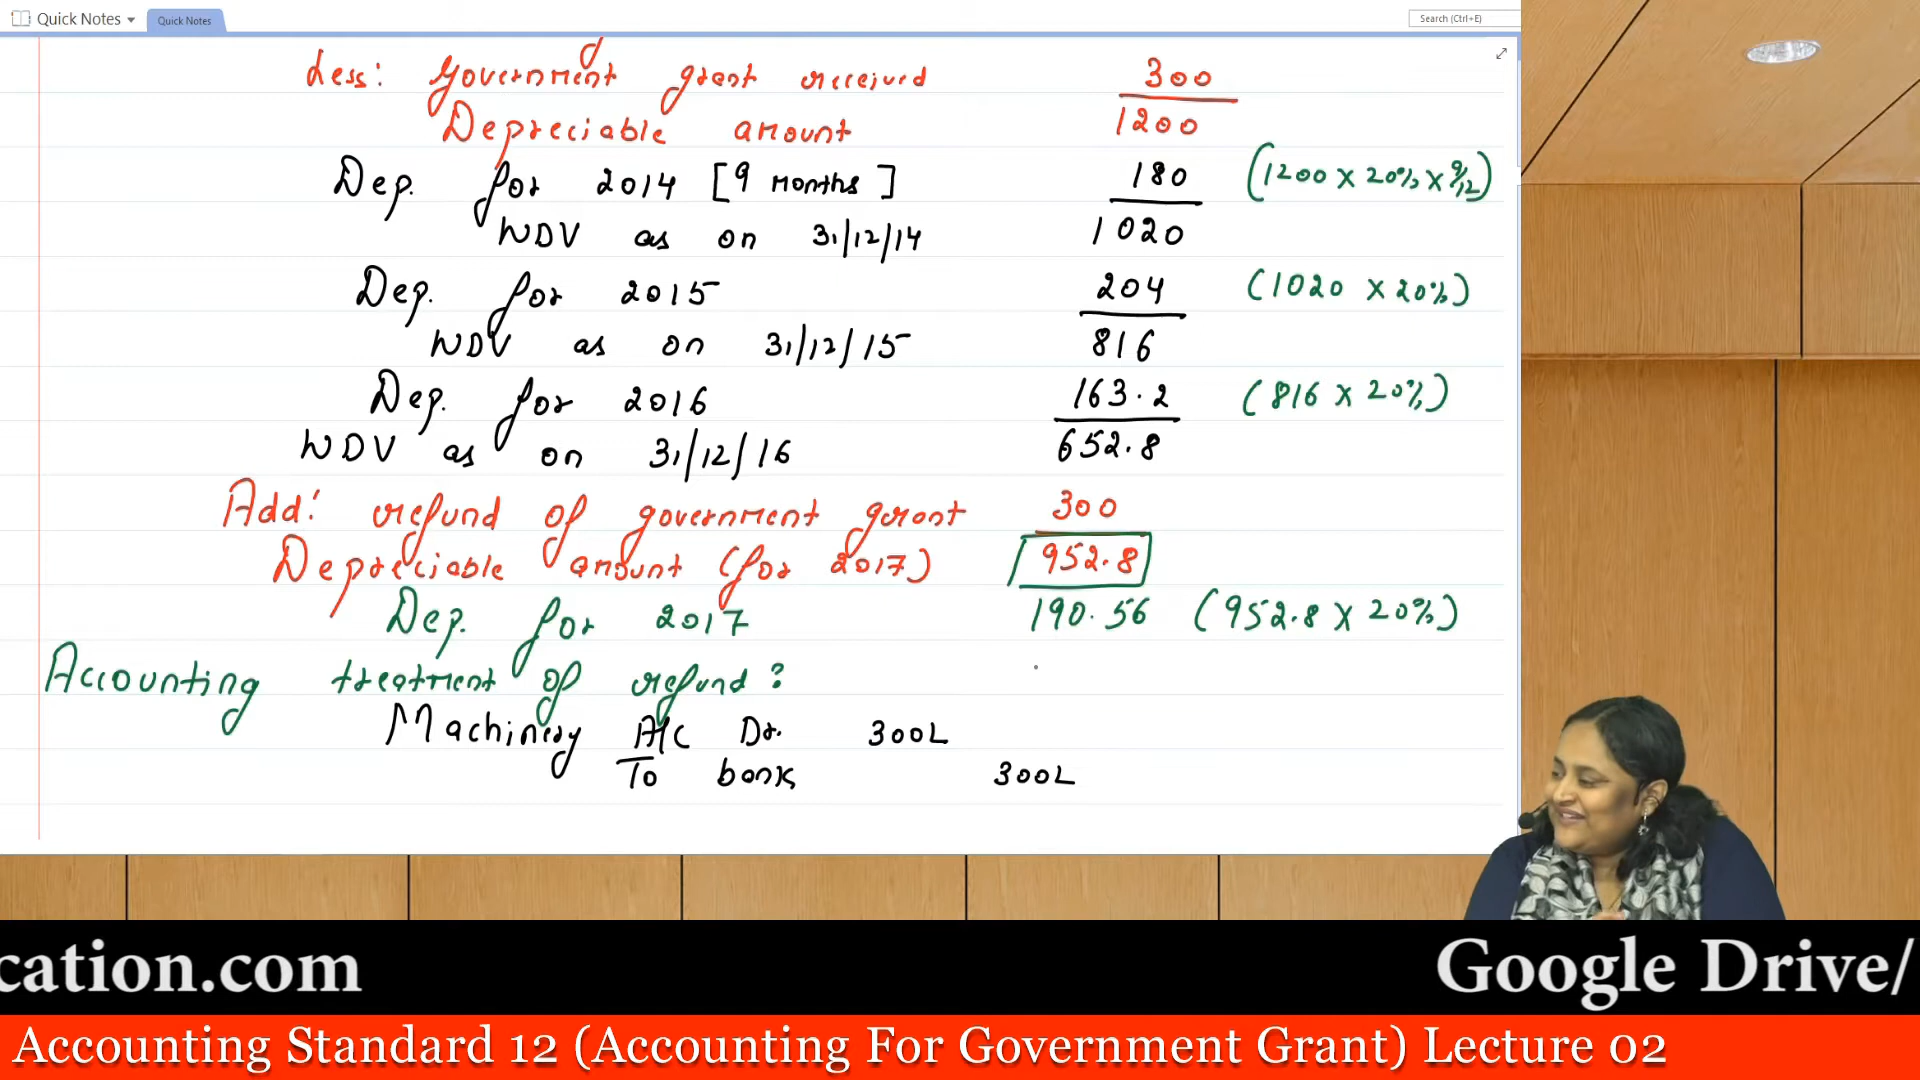 Quick Notes
Quick Notes
Search (Ctrl+E)
Less: Government grant received 300
Depreciable amount 1200
Dep. for 2014 [9 Months] 180 (1200 x 20% x 9/12)
WDV as on 31/12/14 1020
Dep. for 2015 204 (1020 x 20%)
WDV as on 31/12/15 816
Dep. for 2016 163.2 (816 x 20%)
WDV as on 31/12/16 652.8
Add: refund of government grant 300
Depreciable amount (for 2017) 952.8
Dep. for 2017 190.56 (952.8 x 20%)
Accounting treatment of refund?
Machinery A/c Dr. 300L
To bank 300L
cation.com Google Drive/
Accounting Standard 12 (Accounting For Government Grant) Lecture 02